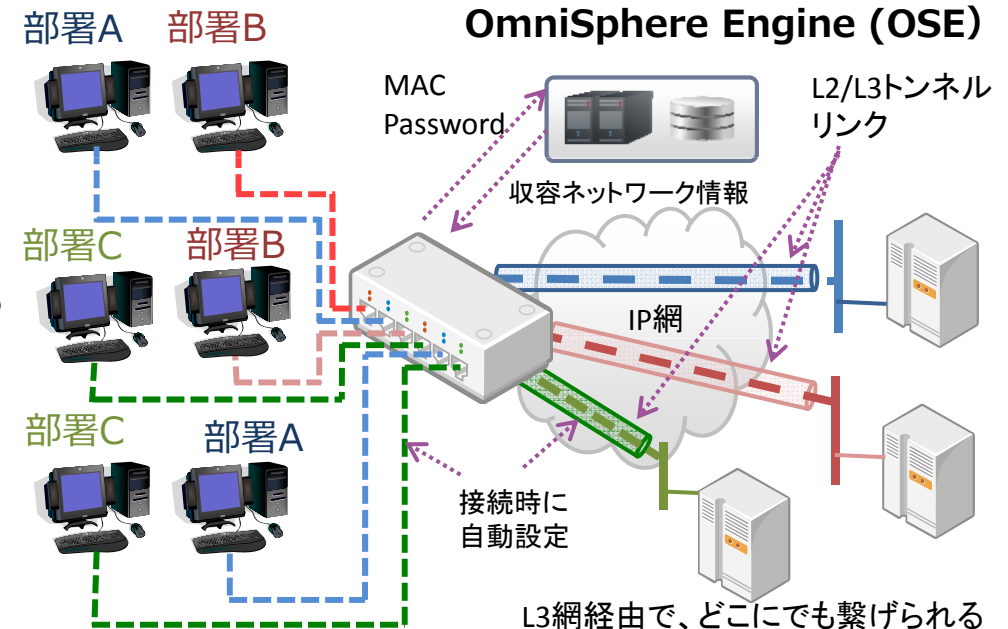 OmniSphere Engine (OSE）
部署A
部署B
MAC
Password
L2/L3トンネル
リンク
収容ネットワーク情報
部署C
部署B
IP網
部署C
部署A
接続時に
自動設定
L3網経由で、どこにでも繋げられる